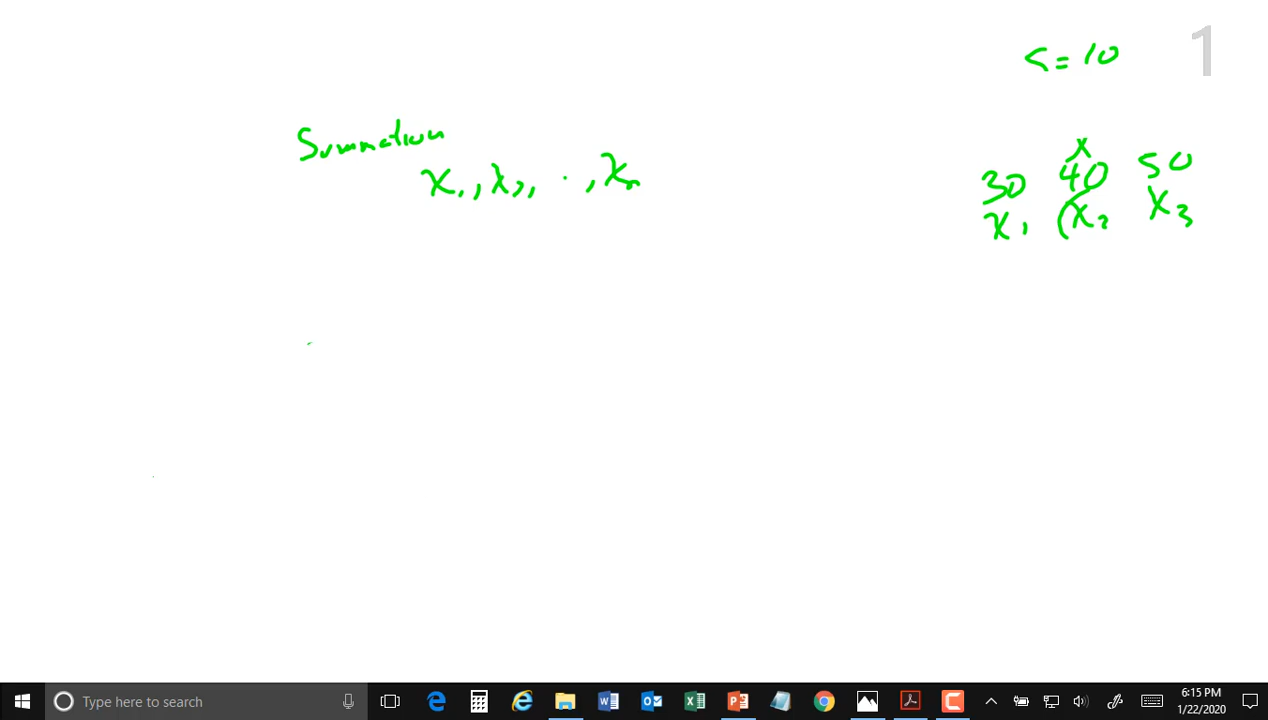 1
s = 10
Summation
x₁, x₂, . . , xₙ
x
30 40 50
x₁ (x₂ x₃
Type here to search
6:15 PM
1/22/2020